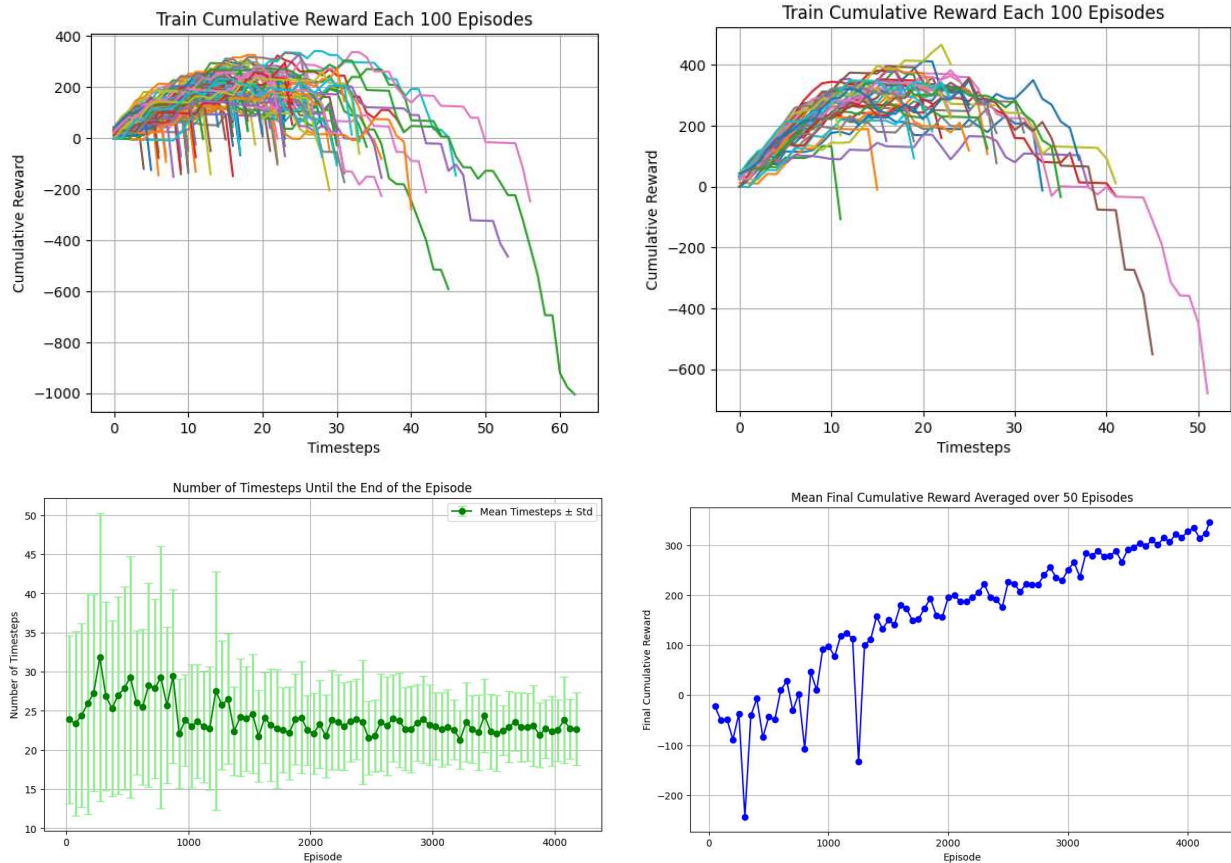 Train Cumulative Reward Each 100 Episodes
400
200
0
−200
−400
−600
−800
−1000
Cumulative Reward
0 10 20 30 40 50 60
Timesteps
Train Cumulative Reward Each 100 Episodes
400
200
0
−200
−400
−600
Cumulative Reward
0 10 20 30 40 50
Timesteps
Number of Timesteps Until the End of the Episode
Mean Timesteps ± Std
50
45
40
35
30
25
20
15
10
Number of Timesteps
0 1000 2000 3000 4000
Episode
Mean Final Cumulative Reward Averaged over 50 Episodes
300
200
100
0
−100
−200
Final Cumulative Reward
0 1000 2000 3000 4000
Episode